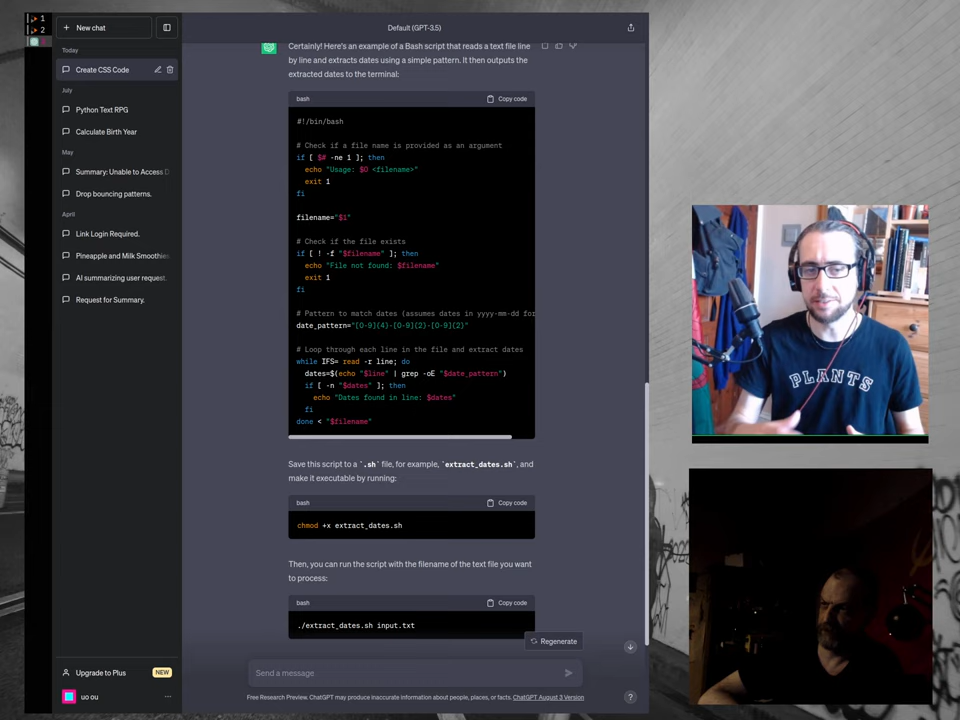 1
2
New chat
Today
Create CSS Code
July
Python Text RPG
Calculate Birth Year
May
Summary: Unable to Access D
Drop bouncing patterns.
April
Link Login Required.
Pineapple and Milk Smoothies
AI summarizing user request.
Request for Summary.
Upgrade to Plus NEW
uo ou
Default (GPT-3.5)
Certainly! Here's an example of a Bash script that reads a text file line
by line and extracts dates using a simple pattern. It then outputs the
extracted dates to the terminal:
bash Copy code
#!/bin/bash
# Check if a file name is provided as an argument
if [ $# -ne 1 ]; then
echo "Usage: $0 <filename>"
exit 1
fi
filename="$1"
# Check if the file exists
if [ ! -f "$filename" ]; then
echo "File not found: $filename"
exit 1
fi
# Pattern to match dates (assumes dates in yyyy-mm-dd for
date_pattern="[0-9]{4}-[0-9]{2}-[0-9]{2}"
# Loop through each line in the file and extract dates
while IFS= read -r line; do
dates=$(echo "$line" | grep -oE "$date_pattern")
if [ -n "$dates" ]; then
echo "Dates found in line: $dates"
fi
done < "$filename"
Save this script to a `.sh` file, for example, `extract_dates.sh`, and
make it executable by running:
bash Copy code
chmod +x extract_dates.sh
Then, you can run the script with the filename of the text file you want
to process:
bash Copy code
./extract_dates.sh input.txt
Regenerate
Send a message
Free Research Preview. ChatGPT may produce inaccurate information about people, places, or facts. ChatGPT August 3 Version
?
PLANTS